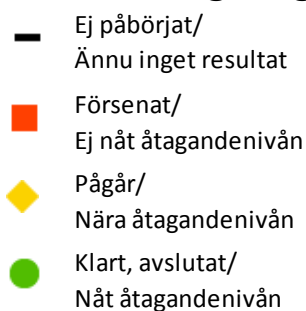 Ej påbörjat/
Ännu inget resultat
Försenat/
Ej nåt åtagandenivån
Pågår/
Nära åtagandenivån
Klart, avslutat/
Nåt åtagandenivån